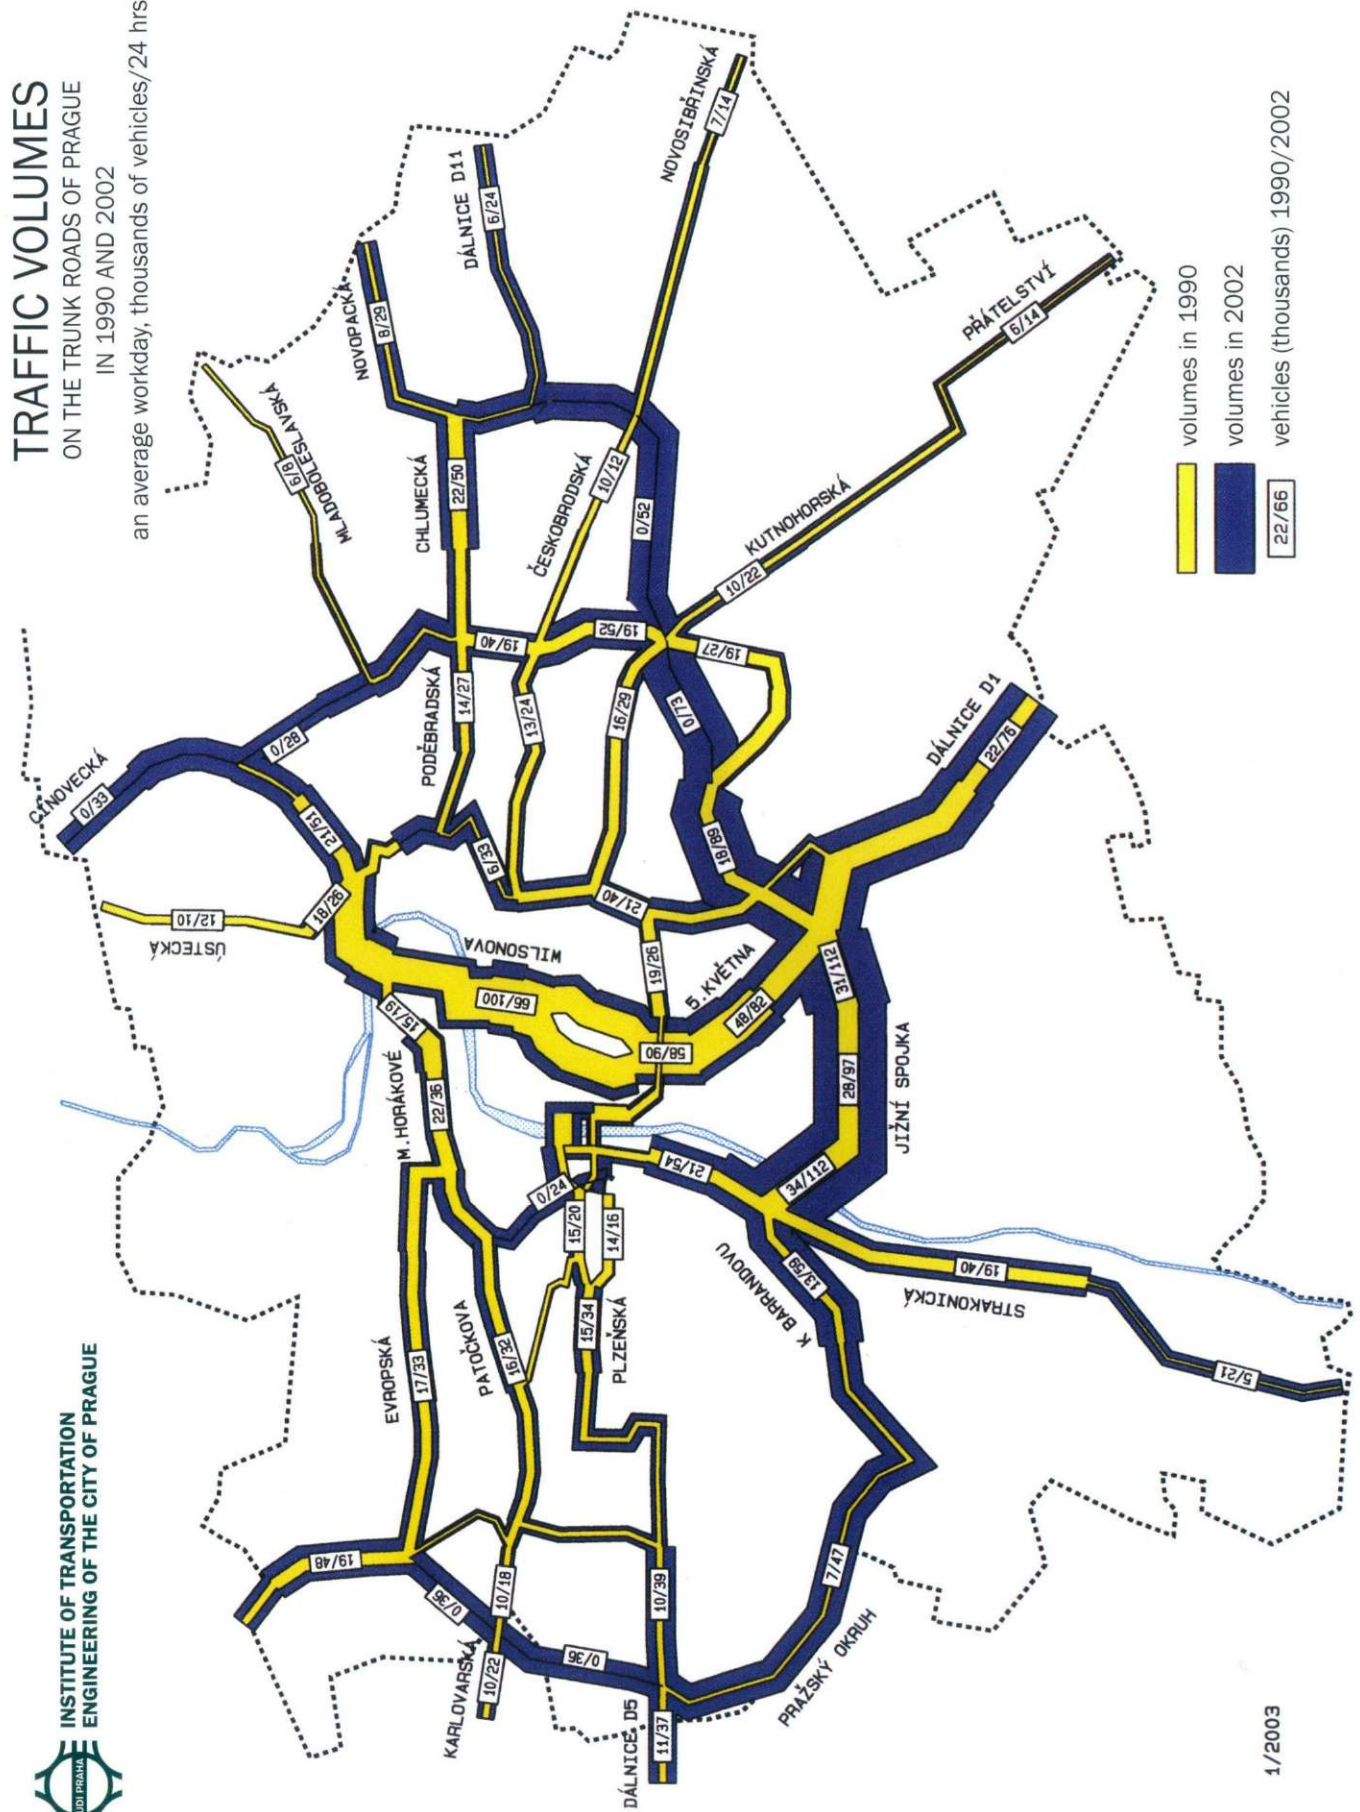 INSTITUTE OF TRANSPORTATION
ENGINEERING OF THE CITY OF PRAGUE
TRAFFIC VOLUMES
ON THE TRUNK ROADS OF PRAGUE
IN 1990 AND 2002
an average workday, thousands of vehicles/24 hrs
CÍNOVECKÁ
0/33
0/28
21/51
ÚSTECKÁ
12/10
18/26
MLADOBOLESLAVSKÁ
6/8
NOVOPACKÁ
8/29
DÁLNICE D11
6/24
CHLUMECKÁ
22/50
NOVOSIBŘINSKÁ
7/14
ČESKOBRODSKÁ
10/12
0/52
PODĚBRADSKÁ
14/27
19/40
19/52
13/24
16/29
6/33
21/40
19/27
0/73
18/89
KUTNOHORSKÁ
10/22
PŘÁTELSTVÍ
6/14
DÁLNICE D1
22/76
WILSONOVA
66/100
15/19
M.HORÁKOVÉ
22/36
19/26
58/90
5.KVĚTNA
48/82
31/112
28/97
JIŽNÍ SPOJKA
34/112
21/54
0/24
15/20
14/16
EVROPSKÁ
17/33
PATOČKOVA
16/32
PLZEŇSKÁ
15/34
K BARRANDOVU
13/59
STRAKONICKÁ
19/40
5/21
19/48
0/36
10/18
KARLOVARSKÁ
10/22
0/36
10/39
DÁLNICE D5
11/37
7/47
PRAŽSKÝ OKRUH
volumes in 1990
volumes in 2002
22/66
vehicles (thousands) 1990/2002
1/2003